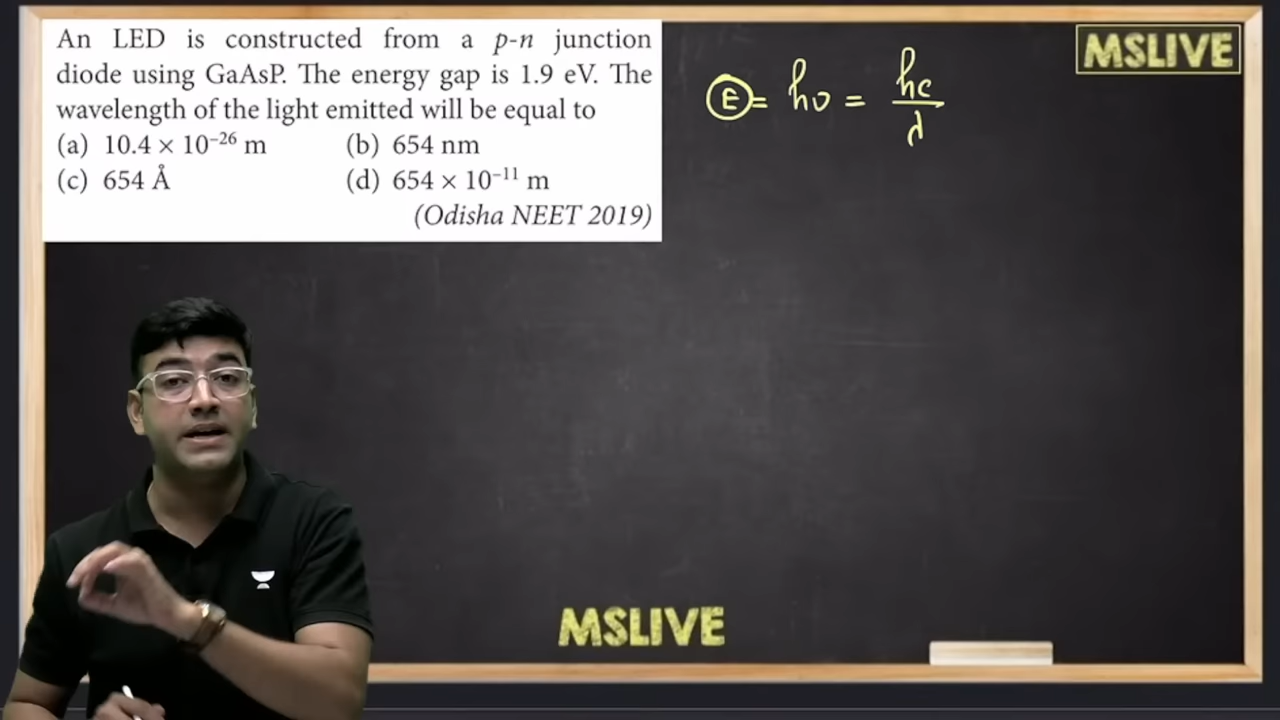 An LED is constructed from a p-n junction
diode using GaAsP. The energy gap is 1.9 eV. The
wavelength of the light emitted will be equal to
(a) 10.4 × 10⁻²⁶ m (b) 654 nm
(c) 654 Å (d) 654 × 10⁻¹¹ m
(Odisha NEET 2019)
E = hν = hc/λ
MSLIVE
MSLIVE